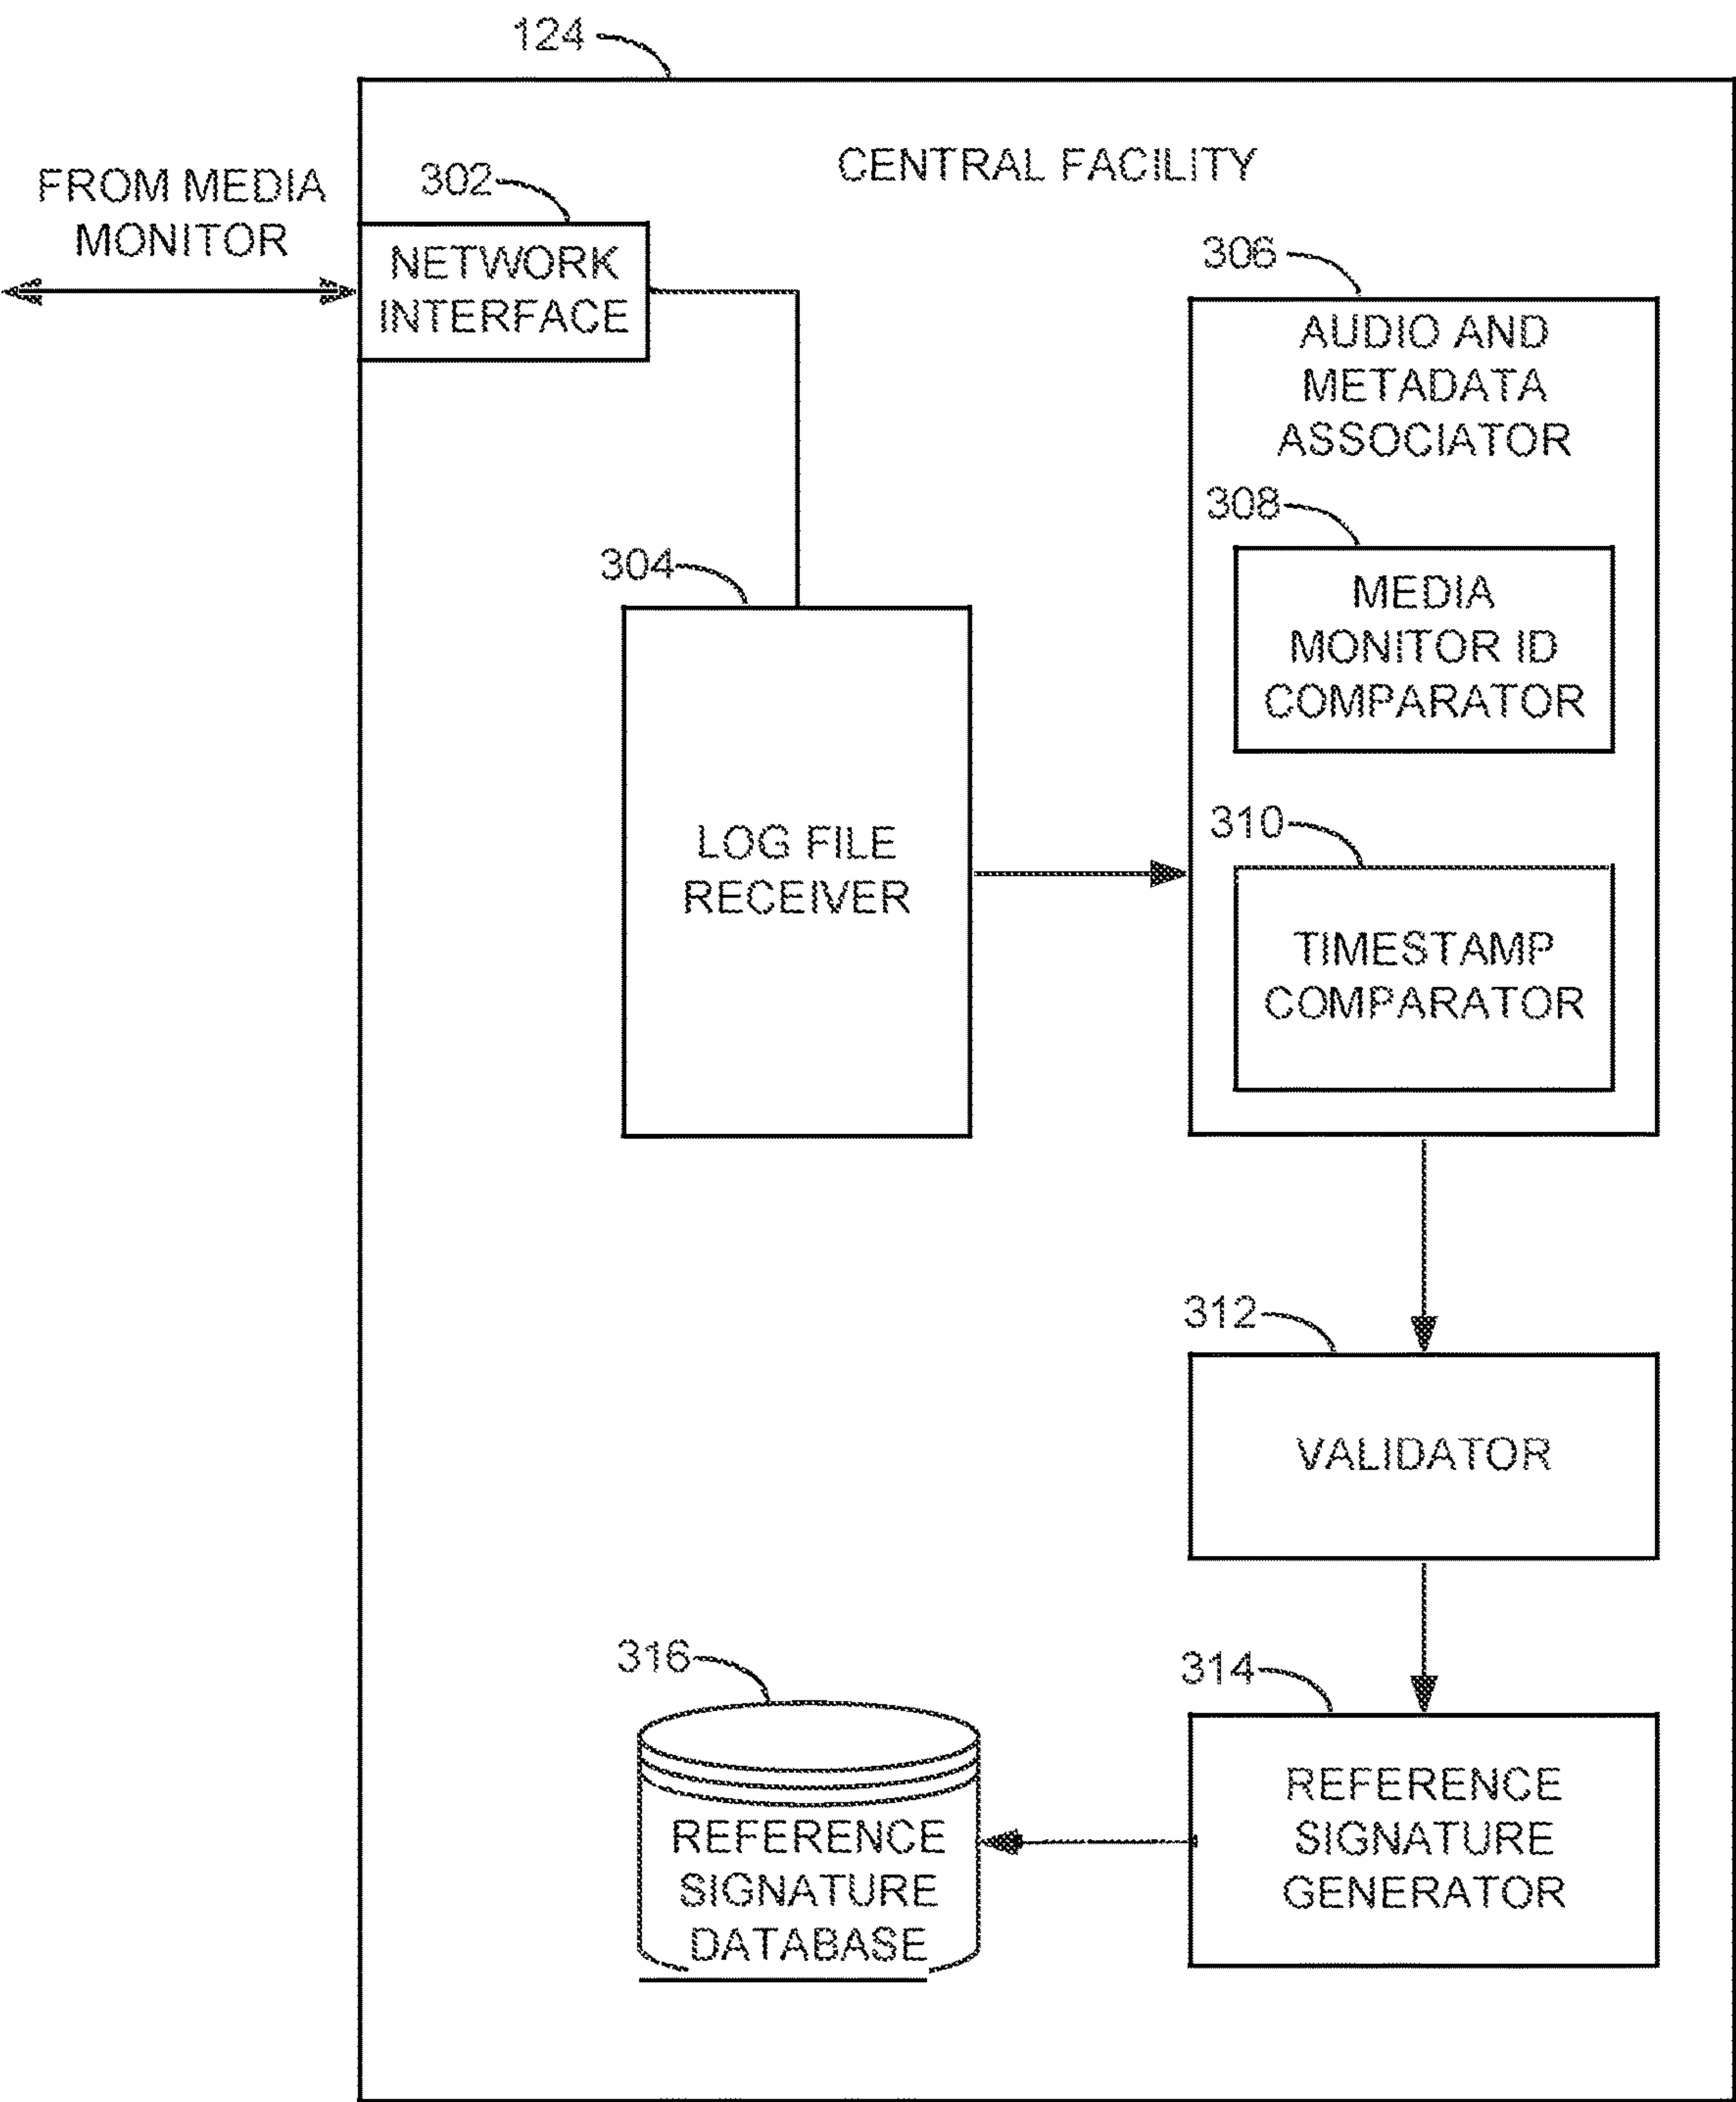 124
CENTRAL FACILITY
FROM MEDIA
MONITOR
302
NETWORK
INTERFACE
306
AUDIO AND
METADATA
ASSOCIATOR
308
MEDIA
MONITOR ID
COMPARATOR
304
LOG FILE
RECEIVER
310
TIMESTAMP
COMPARATOR
312
VALIDATOR
316
REFERENCE
SIGNATURE
DATABASE
314
REFERENCE
SIGNATURE
GENERATOR